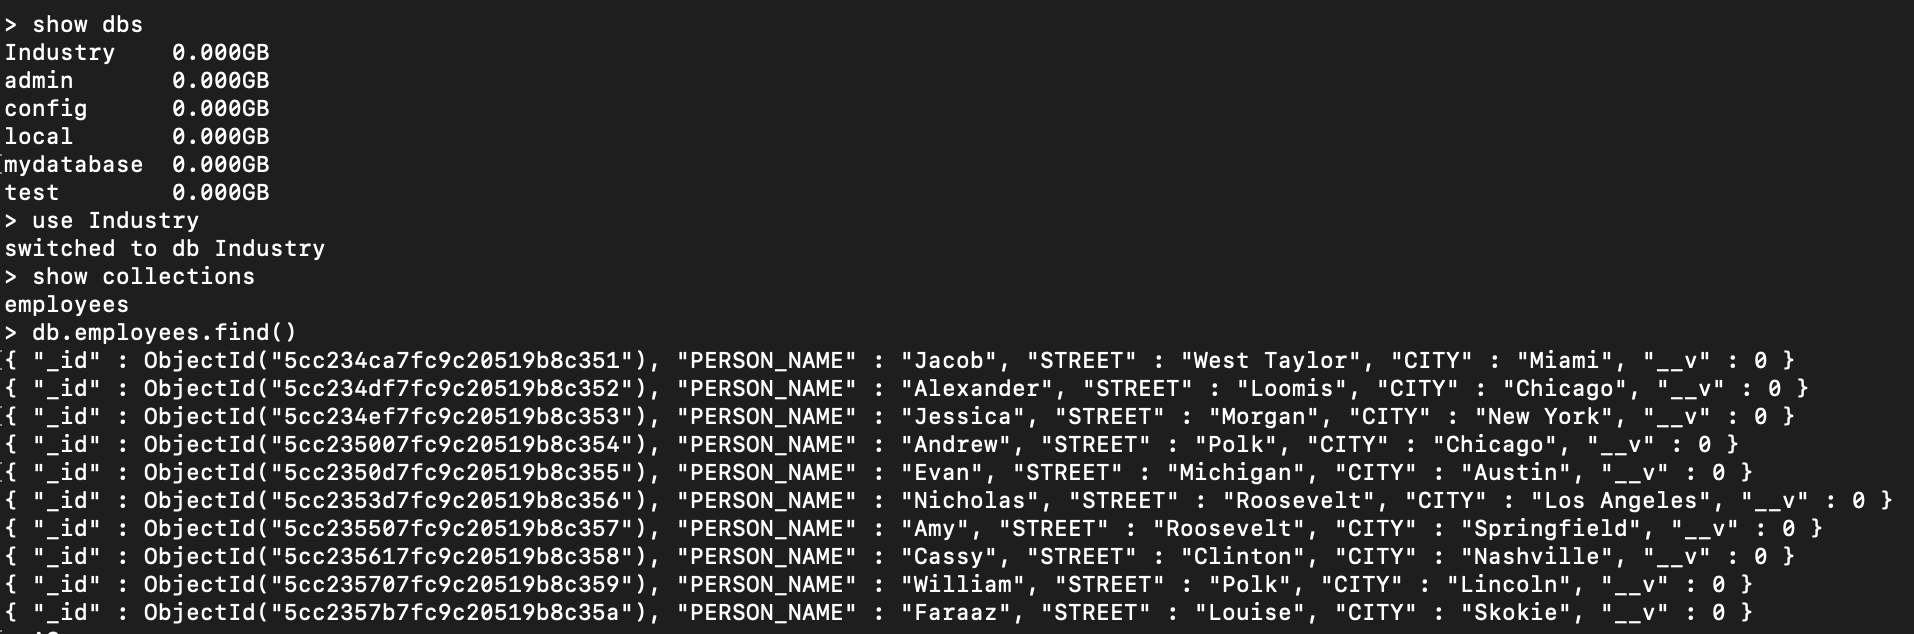 > show dbs
Industry    0.000GB
admin       0.000GB
config      0.000GB
local       0.000GB
mydatabase  0.000GB
test        0.000GB
> use Industry
switched to db Industry
> show collections
employees
> db.employees.find()
{ "_id" : ObjectId("5cc234ca7fc9c20519b8c351"), "PERSON_NAME" : "Jacob", "STREET" : "West Taylor", "CITY" : "Miami", "__v" : 0 }
{ "_id" : ObjectId("5cc234df7fc9c20519b8c352"), "PERSON_NAME" : "Alexander", "STREET" : "Loomis", "CITY" : "Chicago", "__v" : 0 }
{ "_id" : ObjectId("5cc234ef7fc9c20519b8c353"), "PERSON_NAME" : "Jessica", "STREET" : "Morgan", "CITY" : "New York", "__v" : 0 }
{ "_id" : ObjectId("5cc235007fc9c20519b8c354"), "PERSON_NAME" : "Andrew", "STREET" : "Polk", "CITY" : "Chicago", "__v" : 0 }
{ "_id" : ObjectId("5cc2350d7fc9c20519b8c355"), "PERSON_NAME" : "Evan", "STREET" : "Michigan", "CITY" : "Austin", "__v" : 0 }
{ "_id" : ObjectId("5cc2353d7fc9c20519b8c356"), "PERSON_NAME" : "Nicholas", "STREET" : "Roosevelt", "CITY" : "Los Angeles", "__v" : 0 }
{ "_id" : ObjectId("5cc235507fc9c20519b8c357"), "PERSON_NAME" : "Amy", "STREET" : "Roosevelt", "CITY" : "Springfield", "__v" : 0 }
{ "_id" : ObjectId("5cc235617fc9c20519b8c358"), "PERSON_NAME" : "Cassy", "STREET" : "Clinton", "CITY" : "Nashville", "__v" : 0 }
{ "_id" : ObjectId("5cc235707fc9c20519b8c359"), "PERSON_NAME" : "William", "STREET" : "Polk", "CITY" : "Lincoln", "__v" : 0 }
{ "_id" : ObjectId("5cc2357b7fc9c20519b8c35a"), "PERSON_NAME" : "Faraaz", "STREET" : "Louise", "CITY" : "Skokie", "__v" : 0 }